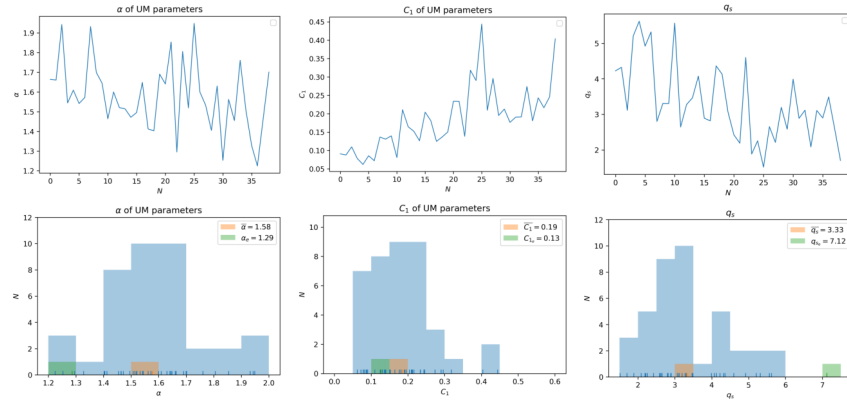 α of UM parameters
1.9
1.8
1.7
1.6
1.5
1.4
1.3
1.2
α
0 5 10 15 20 25 30 35
N
C₁ of UM parameters
0.45
0.40
0.35
0.30
0.25
0.20
0.15
0.10
0.05
C₁
0 5 10 15 20 25 30 35
N
qₛ
5
4
3
2
qₛ
0 5 10 15 20 25 30 35
N
α of UM parameters
12
10
8
6
4
2
0
N
1.2 1.3 1.4 1.5 1.6 1.7 1.8 1.9 2.0
α
α̅ = 1.58
αₑ = 1.29
C₁ of UM parameters
10
8
6
4
2
0
N
0.0 0.1 0.2 0.3 0.4 0.5 0.6
C₁
C̅₁ = 0.19
C₁ₑ = 0.13
qₛ
12
10
8
6
4
2
0
N
2 3 4 5 6 7
qₛ
q̅ₛ = 3.33
qₛₑ = 7.12